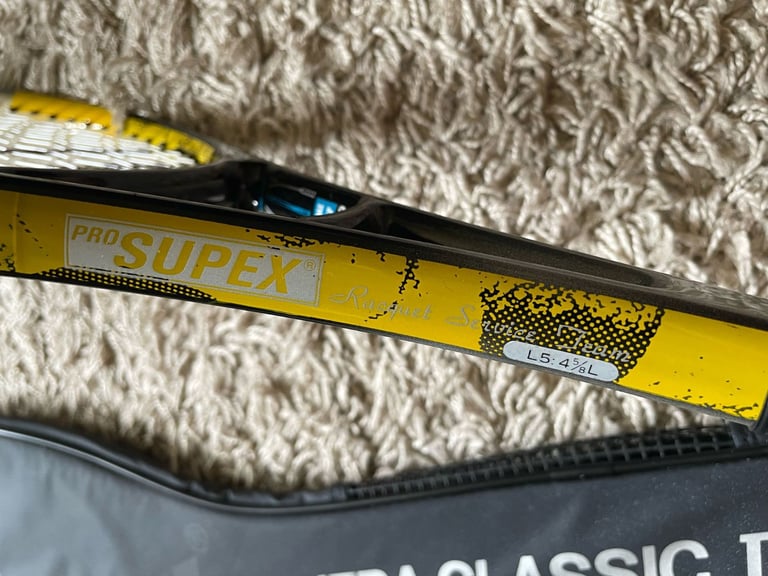 PRO SUPEX®
Racquet Service Team
L5: 4⅝L
CLASSIC